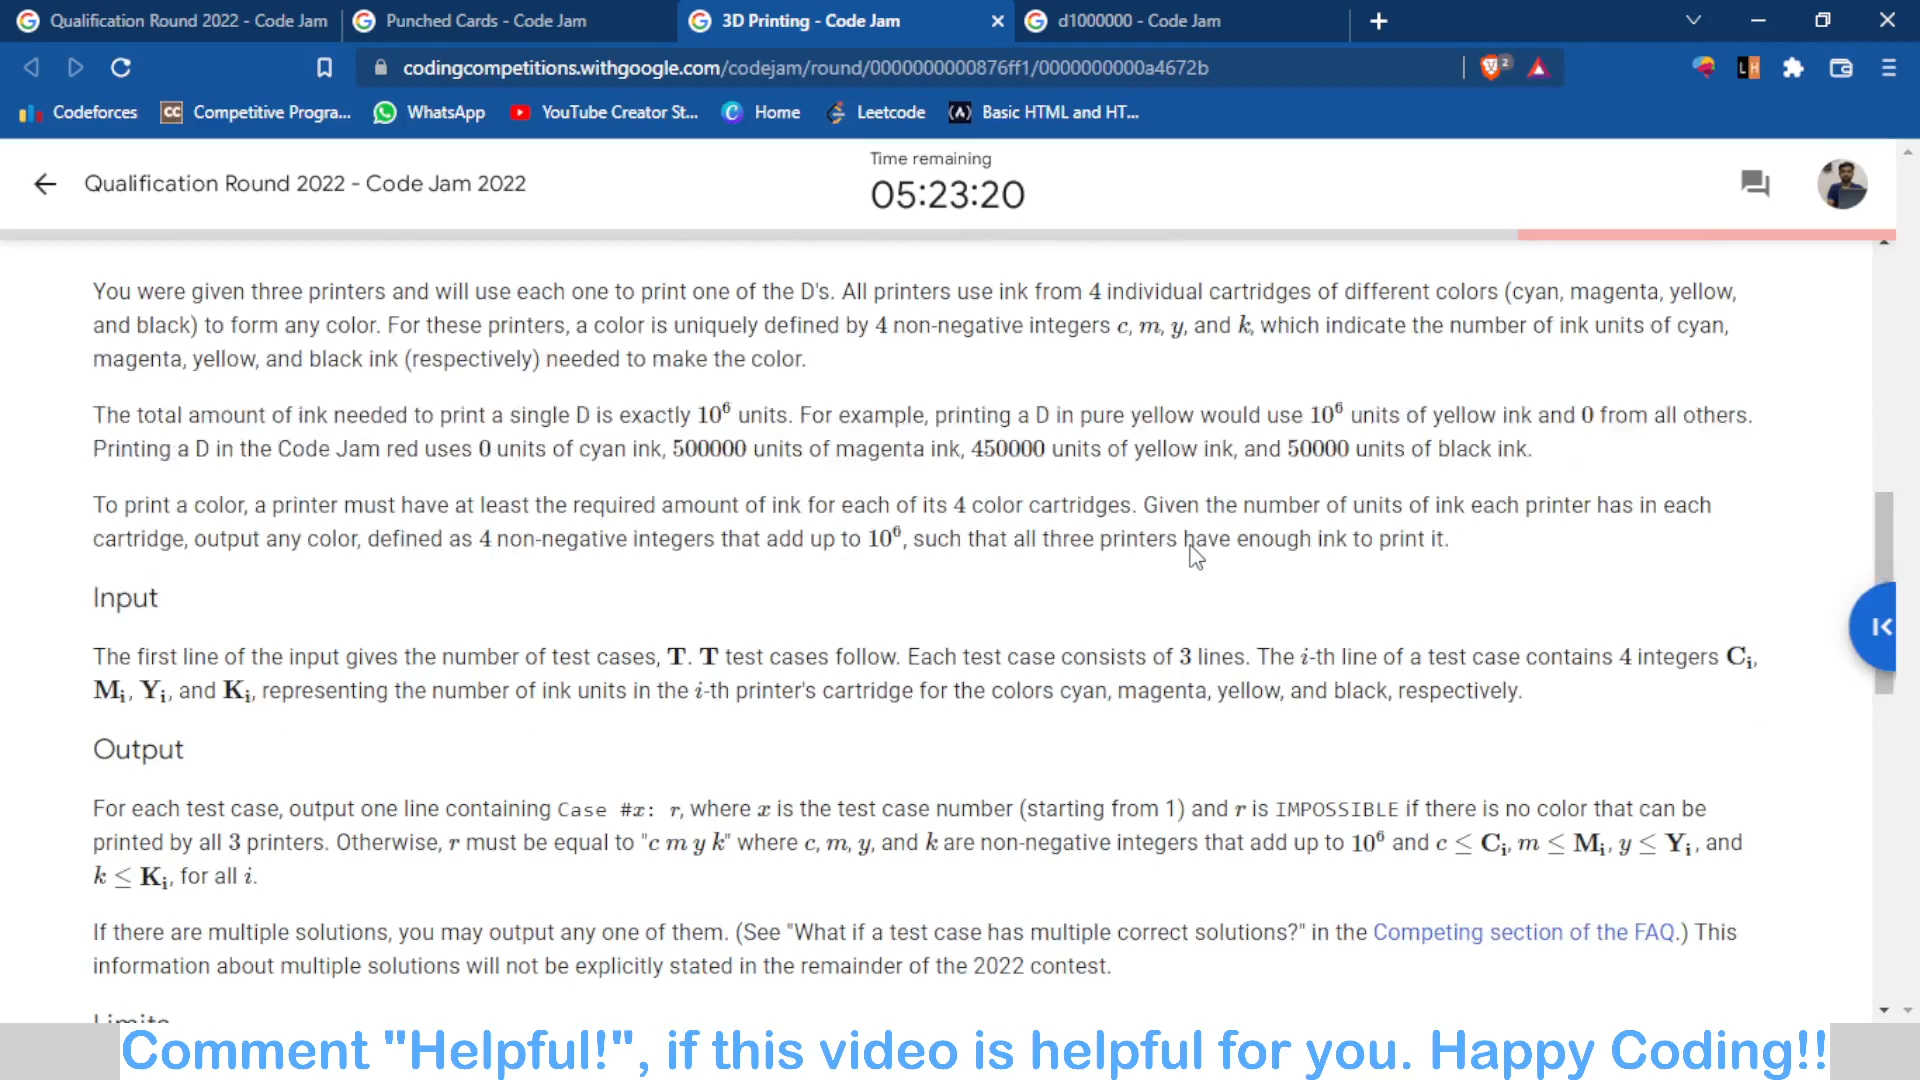 Qualification Round 2022 - Code Jam
Punched Cards - Code Jam
3D Printing - Code Jam
d1000000 - Code Jam
codingcompetitions.withgoogle.com/codejam/round/0000000000876ff1/0000000000a4672b
2
LH
Codeforces
CC Competitive Progra...
WhatsApp
YouTube Creator St...
Home
Leetcode
Basic HTML and HT...
Qualification Round 2022 - Code Jam 2022
Time remaining
05:23:20
You were given three printers and will use each one to print one of the D's. All printers use ink from 4 individual cartridges of different colors (cyan, magenta, yellow,
and black) to form any color. For these printers, a color is uniquely defined by 4 non-negative integers c, m, y, and k, which indicate the number of ink units of cyan,
magenta, yellow, and black ink (respectively) needed to make the color.
The total amount of ink needed to print a single D is exactly 10⁶ units. For example, printing a D in pure yellow would use 10⁶ units of yellow ink and 0 from all others.
Printing a D in the Code Jam red uses 0 units of cyan ink, 500000 units of magenta ink, 450000 units of yellow ink, and 50000 units of black ink.
To print a color, a printer must have at least the required amount of ink for each of its 4 color cartridges. Given the number of units of ink each printer has in each
cartridge, output any color, defined as 4 non-negative integers that add up to 10⁶, such that all three printers have enough ink to print it.
Input
The first line of the input gives the number of test cases, T. T test cases follow. Each test case consists of 3 lines. The i-th line of a test case contains 4 integers Cᵢ,
Mᵢ, Yᵢ, and Kᵢ, representing the number of ink units in the i-th printer's cartridge for the colors cyan, magenta, yellow, and black, respectively.
Output
For each test case, output one line containing Case #x: r, where x is the test case number (starting from 1) and r is IMPOSSIBLE if there is no color that can be
printed by all 3 printers. Otherwise, r must be equal to "c m y k" where c, m, y, and k are non-negative integers that add up to 10⁶ and c ≤ Cᵢ, m ≤ Mᵢ, y ≤ Yᵢ, and
k ≤ Kᵢ, for all i.
If there are multiple solutions, you may output any one of them. (See "What if a test case has multiple correct solutions?" in the Competing section of the FAQ.) This
information about multiple solutions will not be explicitly stated in the remainder of the 2022 contest.
Limits
Comment "Helpful!", if this video is helpful for you. Happy Coding!!